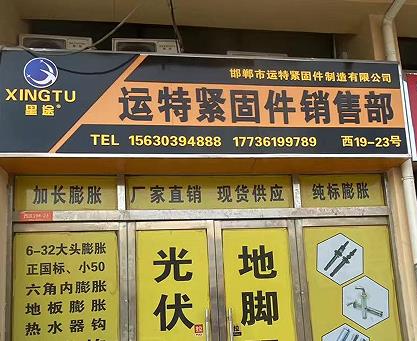 XINGTU
星途®
邯郸市运特紧固件制造有限公司
运特紧固件销售部
TEL 15630394888 17736199789 西19-23号
加长膨胀 厂家直销 现货供应 纯标膨胀
6-32大头膨胀
正国标、小50
六角内膨胀
地板膨胀
热水器钩
光伏
地脚